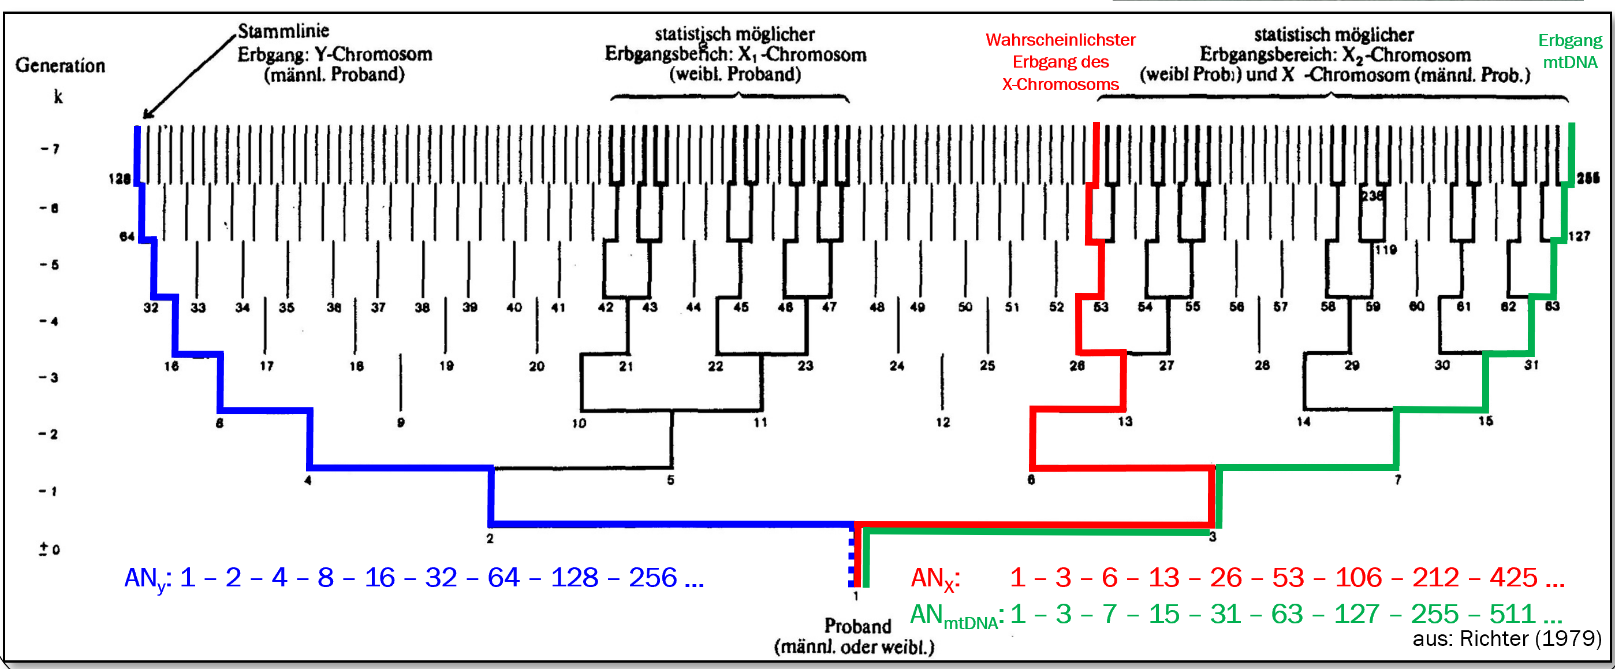 Stammlinie
Erbgang: Y-Chromosom
(männl. Proband)
statistisch möglicher
Erbgangsbereich: X₁-Chromosom
(weibl. Proband)
Wahrscheinlichster
Erbgang des
X-Chromosoms
statistisch möglicher
Erbgangsbereich: X₂-Chromosom
(weibl Prob.) und X -Chromosom (männl. Prob.)
Erbgang
mtDNA
Generation
k
- 7
128 255
- 6
238
64 119 127
- 5
32 33 34 35 36 37 38 39 40 41 42 43 44 45 46 47 48 49 50 51 52 53 54 55 56 57 58 59 60 61 62 63
- 4
16 17 18 19 20 21 22 23 24 25 26 27 28 29 30 31
- 3
8 9 10 11 12 13 14 15
- 2
4 5 6 7
- 1
2 3
± 0
ANy: 1 – 2 – 4 – 8 – 16 – 32 – 64 – 128 – 256 ...
ANX: 1 – 3 – 6 – 13 – 26 – 53 – 106 – 212 – 425 ...
1
ANmtDNA: 1 – 3 – 7 – 15 – 31 – 63 – 127 – 255 – 511 ...
Proband
(männl. oder weibl.)
aus: Richter (1979)